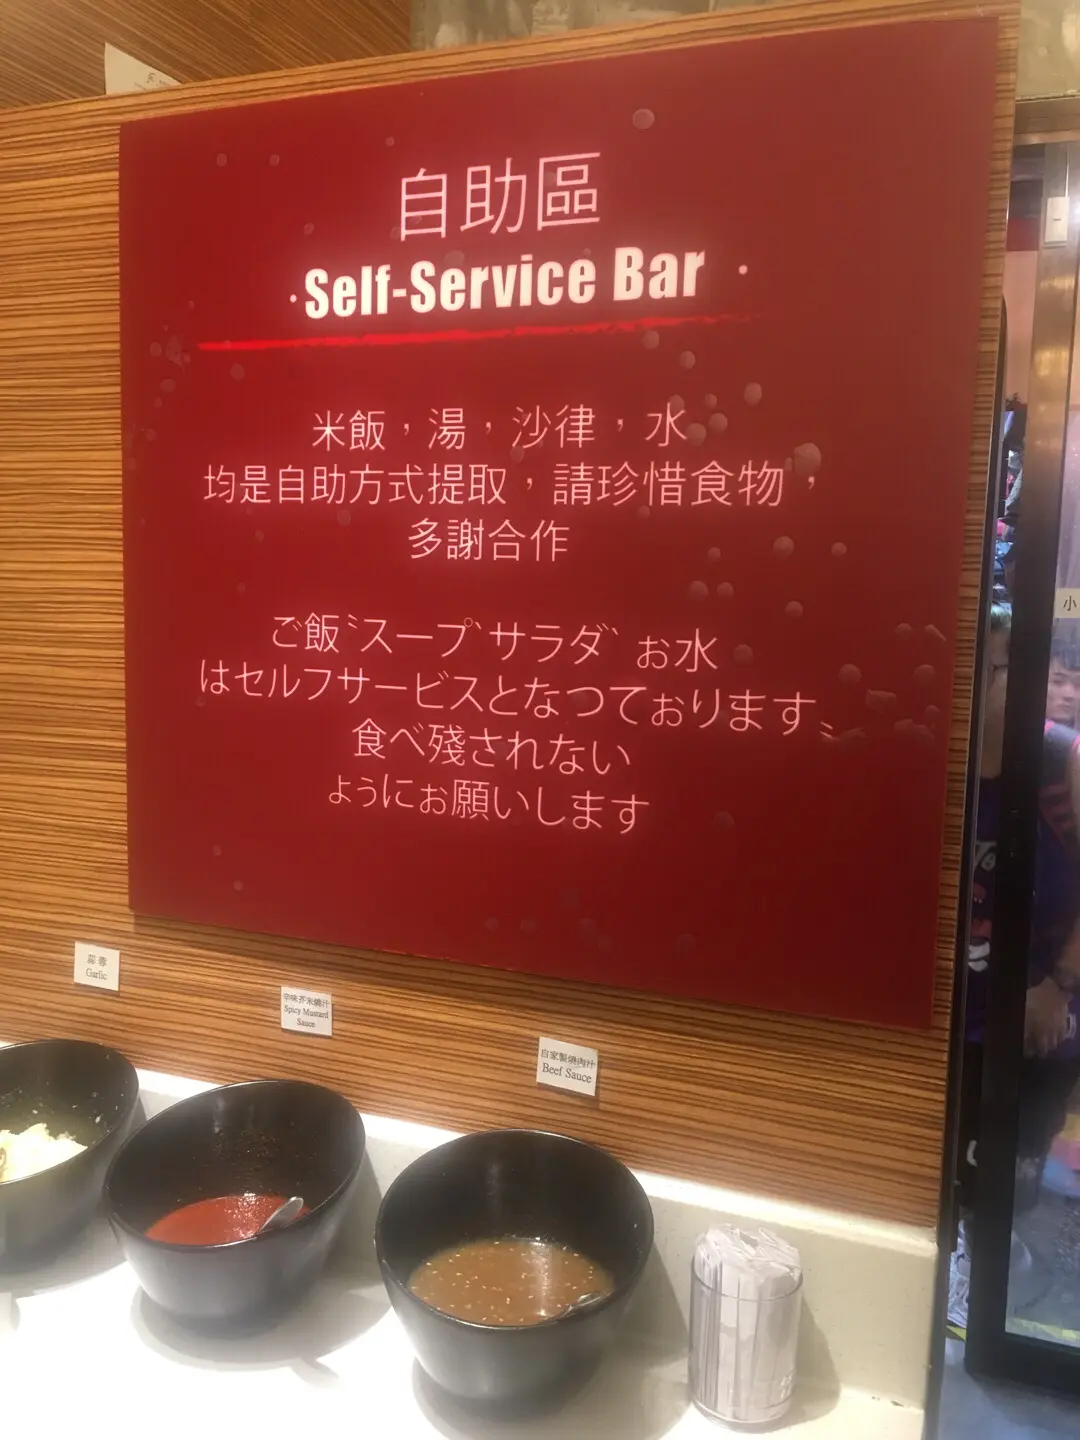 自助區
·Self-Service Bar·
米飯，湯，沙律，水
均是自助方式提取，請珍惜食物，
多謝合作
ご飯、スープ、サラダ、お水
はセルフサービスとなっております。
食べ殘されない
ようにお願いします
蒜蓉
Garlic
辛味芥末燒汁
Spicy Mustard
Sauce
自家製燒肉汁
Beef Sauce
小